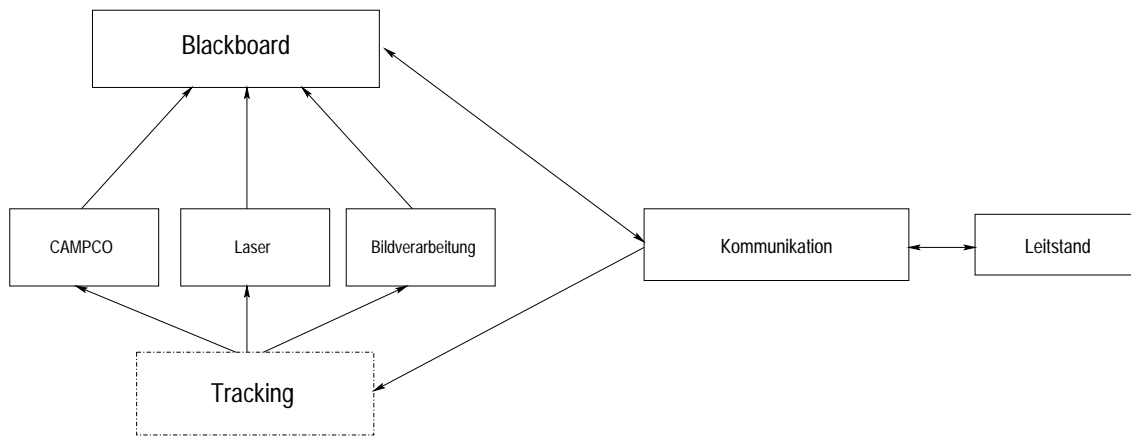 Blackboard
CAMPCO
Laser
Bildverarbeitung
Kommunikation
Leitstand
Tracking